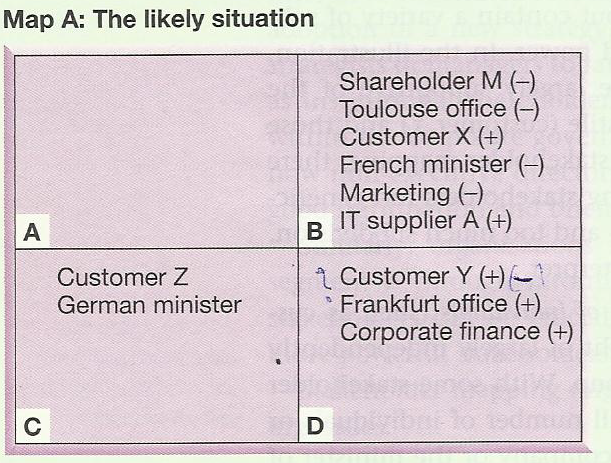 Map A: The likely situation
Shareholder M (–)
Toulouse office (–)
Customer X (+)
French minister (–)
Marketing (–)
IT supplier A (+)
A
B
Customer Z
German minister
Customer Y (+) (–)
Frankfurt office (+)
Corporate finance (+)
C
D